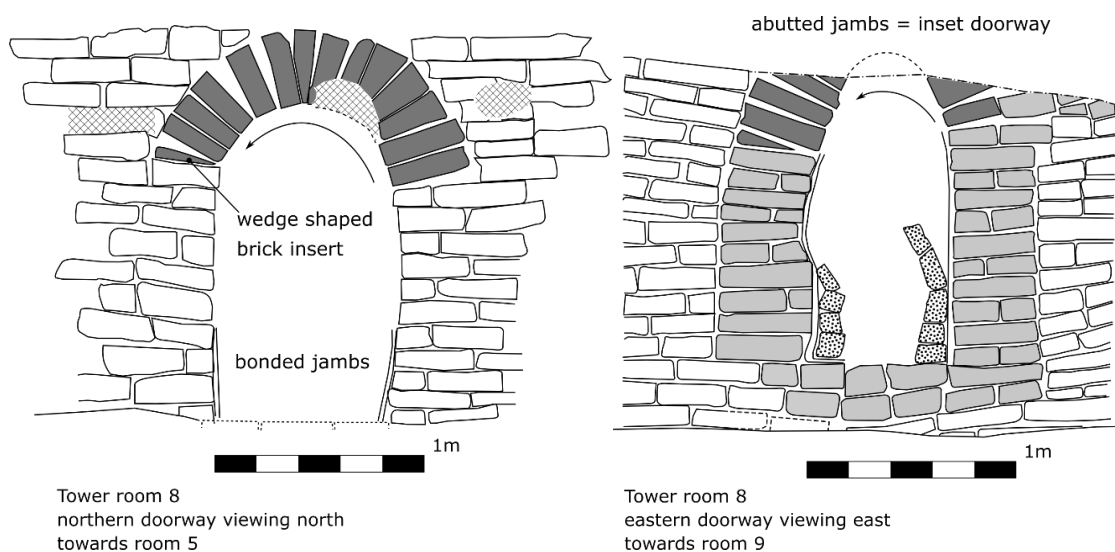 abutted jambs = inset doorway
wedge shaped
brick insert
bonded jambs
1m
Tower room 8
northern doorway viewing north
towards room 5
1m
Tower room 8
eastern doorway viewing east
towards room 9